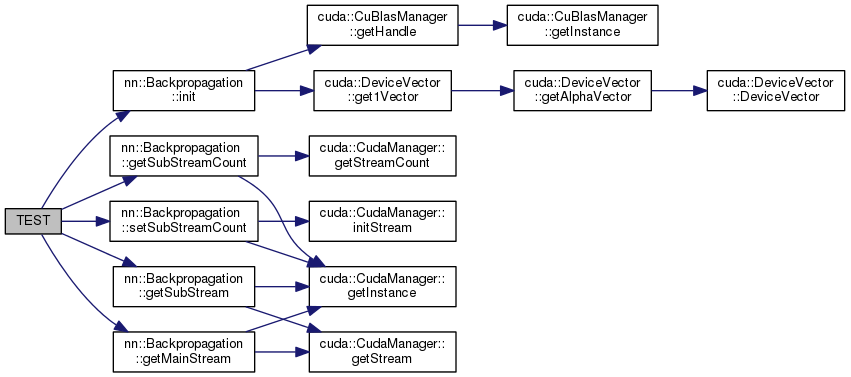 cuda::CuBlasManager
::getHandle
cuda::CuBlasManager
::getInstance
nn::Backpropagation
::init
cuda::DeviceVector
::get1Vector
cuda::DeviceVector
::getAlphaVector
cuda::DeviceVector
::DeviceVector
nn::Backpropagation
::getSubStreamCount
cuda::CudaManager::
getStreamCount
TEST
nn::Backpropagation
::setSubStreamCount
cuda::CudaManager::
initStream
nn::Backpropagation
::getSubStream
cuda::CudaManager::
getInstance
nn::Backpropagation
::getMainStream
cuda::CudaManager::
getStream